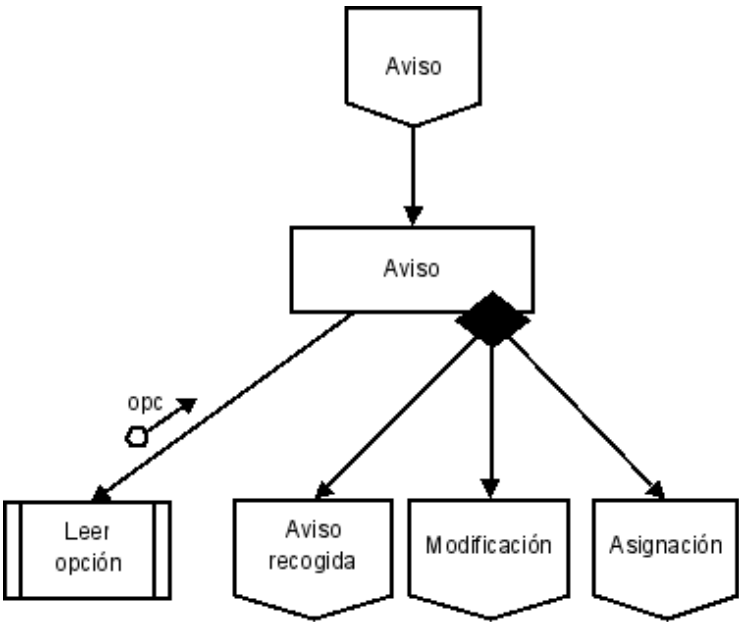 Aviso
Aviso
opc
Leer
opción
Aviso
recogida
Modificación
Asignación